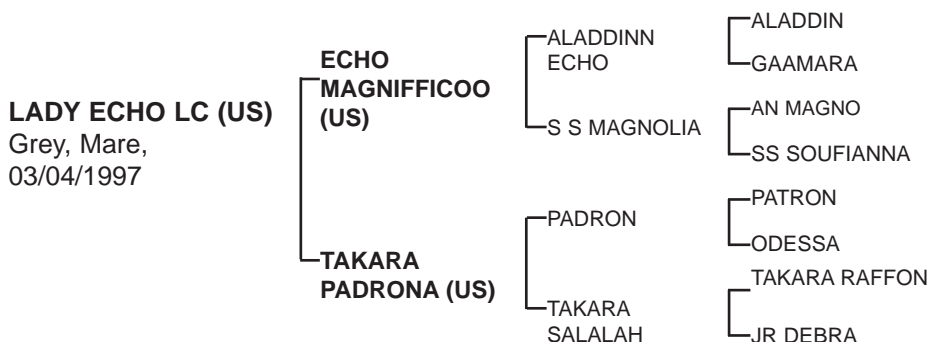 LADY ECHO LC (US)
Grey, Mare,
03/04/1997
ECHO
MAGNIFFICOO
(US)
TAKARA
PADRONA (US)
ALADDINN
ECHO
S S MAGNOLIA
PADRON
TAKARA
SALALAH
ALADDIN
GAAMARA
AN MAGNO
SS SOUFIANNA
PATRON
ODESSA
TAKARA RAFFON
JR DEBRA